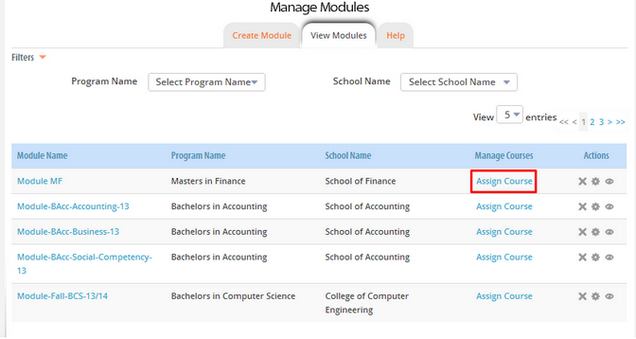 Manage Modules
Create Module View Modules Help
Filters
Program Name Select Program Name School Name Select School Name
View 5 entries << < 1 2 3 > >>
Module Name Program Name School Name Manage Courses Actions
Module MF Masters in Finance School of Finance Assign Course
Module-BAcc-Accounting-13 Bachelors in Accounting School of Accounting Assign Course
Module-BAcc-Business-13 Bachelors in Accounting School of Accounting Assign Course
Module-BAcc-Social-Competency- Bachelors in Accounting School of Accounting Assign Course
13
Module-Fall-BCS-13/14 Bachelors in Computer Science College of Computer Assign Course
Engineering